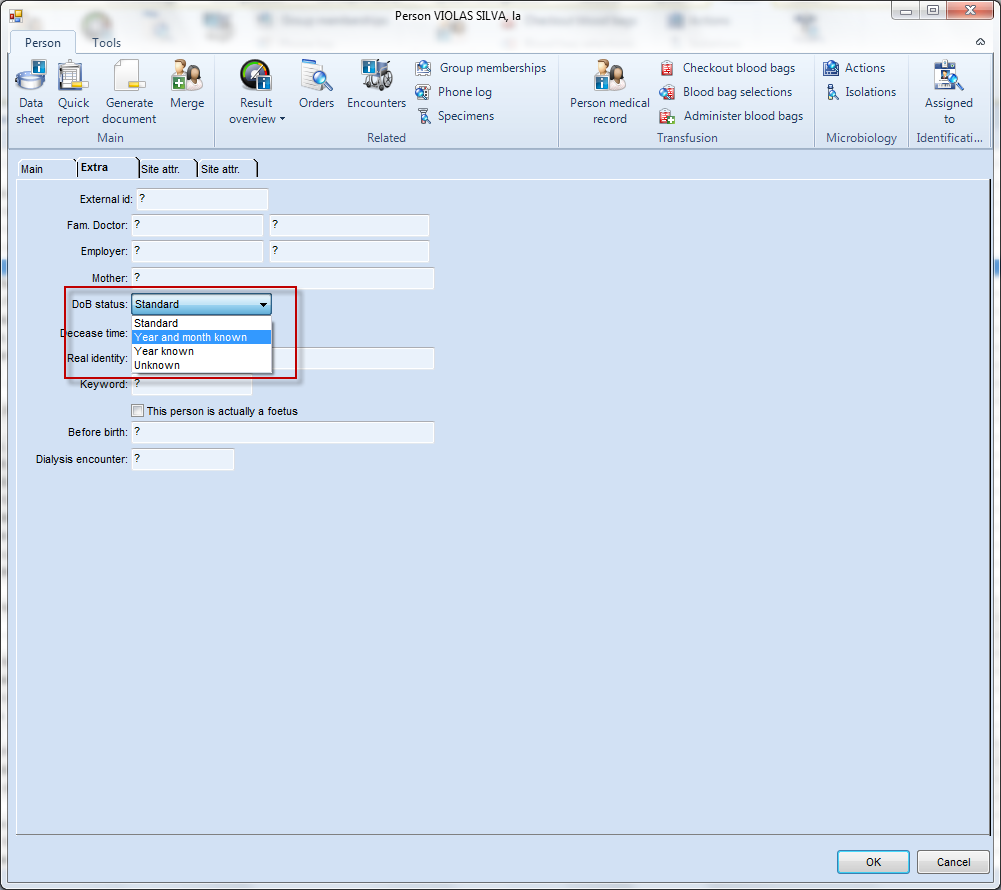 Person VIOLAS SILVA, Ia
Person Tools
Data sheet
Quick report
Generate document
Merge
Main
Result overview
Orders
Encounters
Group memberships
Phone log
Specimens
Related
Person medical record
Checkout blood bags
Blood bag selections
Administer blood bags
Transfusion
Actions
Isolations
Microbiology
Assigned to
Identificati...
Main Extra Site attr. Site attr.
External id: ?
Fam. Doctor: ? ?
Employer: ? ?
Mother: ?
DoB status: Standard
Standard
Decease time:
Year and month known
Year known
Real identity:
Unknown
Keyword: ?
This person is actually a foetus
Before birth: ?
Dialysis encounter: ?
OK Cancel